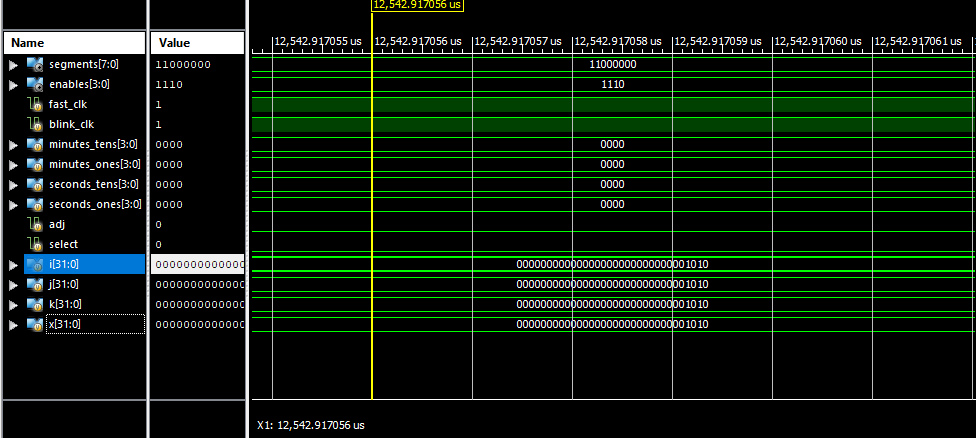 12,542.917056 us
Name Value 12,542.917055 us 12,542.917056 us 12,542.917057 us 12,542.917058 us 12,542.917059 us 12,542.917060 us 12,542.917061 us
segments[7:0] 11000000 11000000
enables[3:0] 1110 1110
fast_clk 1
blink_clk 1
minutes_tens[3:0] 0000 0000
minutes_ones[3:0] 0000 0000
seconds_tens[3:0] 0000 0000
seconds_ones[3:0] 0000 0000
adj 0
select 0
i[31:0] 0000000000000 00000000000000000000000000001010
j[31:0] 0000000000000 00000000000000000000000000001010
k[31:0] 0000000000000 00000000000000000000000000001010
x[31:0] 0000000000000 00000000000000000000000000001010
X1: 12,542.917056 us